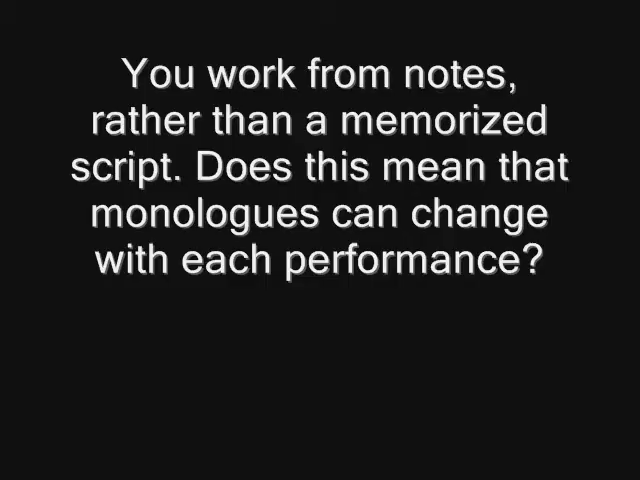 You work from notes,
rather than a memorized
script. Does this mean that
monologues can change
with each performance?